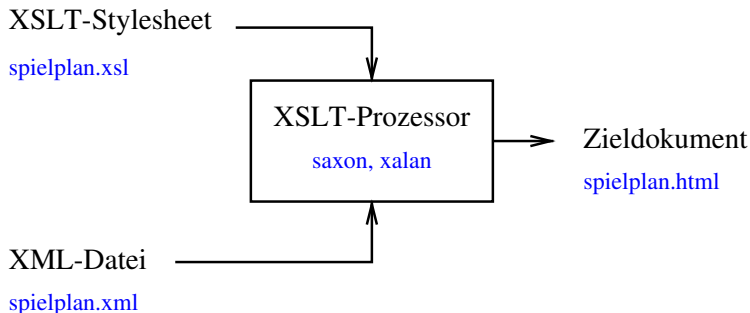 XSLT-Stylesheet
spielplan.xsl
XSLT-Prozessor
saxon, xalan
Zieldokument
spielplan.html
XML-Datei
spielplan.xml